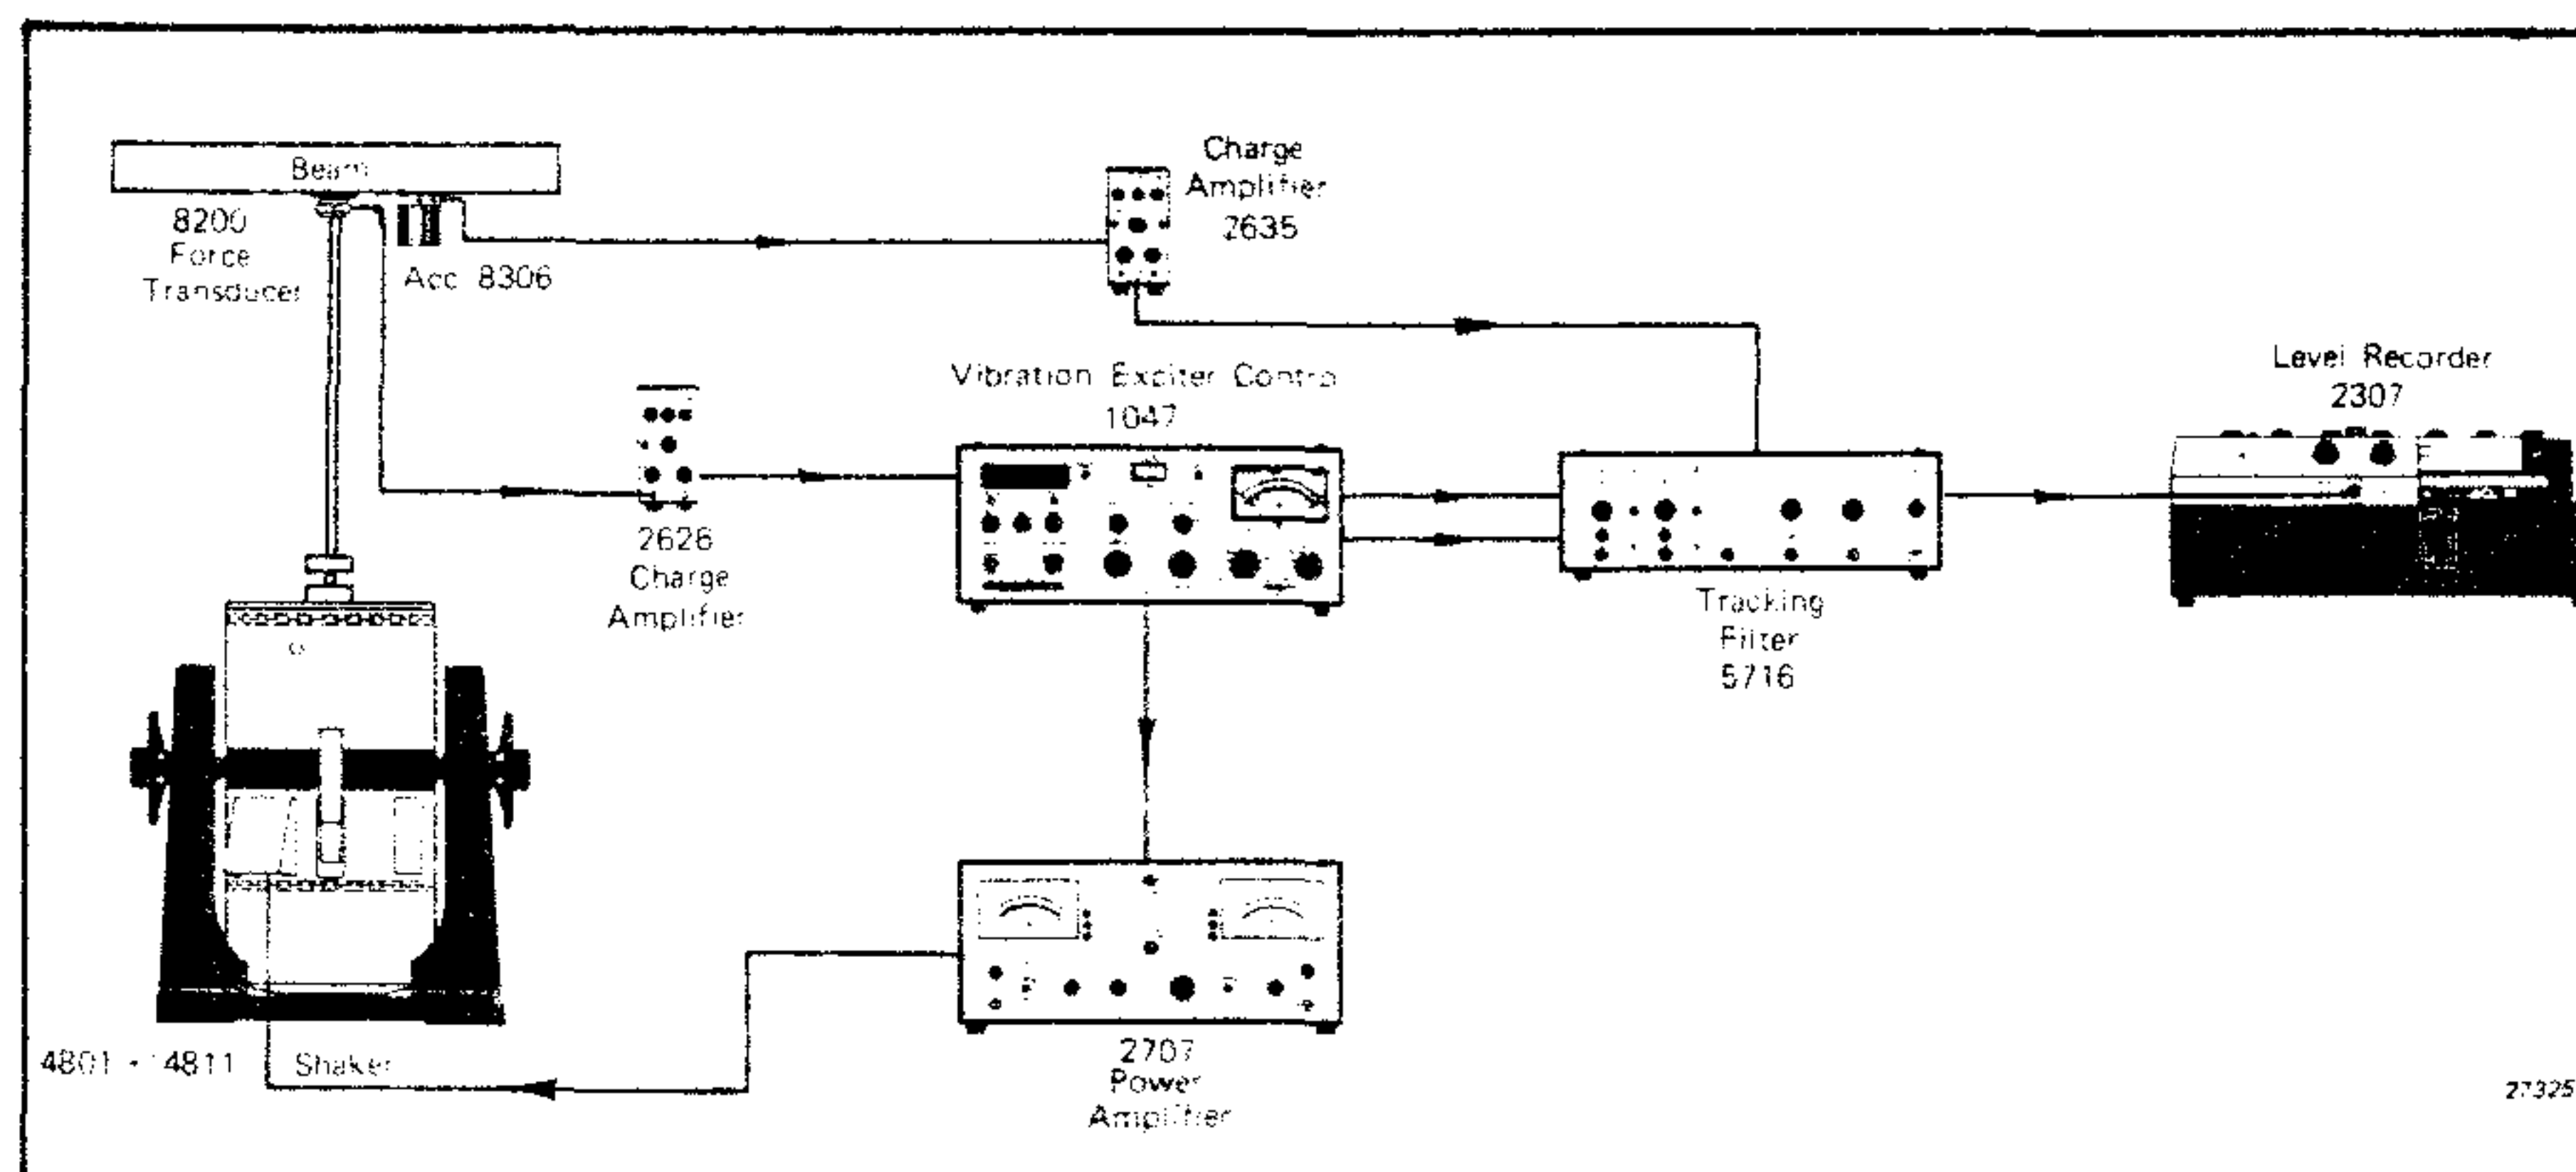 Beam
8200
Force
Transducer
Acc 8306
Charge
Amplifier
2635
Vibration Exciter Control
1047
Level Recorder
2307
2626
Charge
Amplifier
Tracking
Filter
5716
4801 + 4811 Shaker
2707
Power
Amplifier